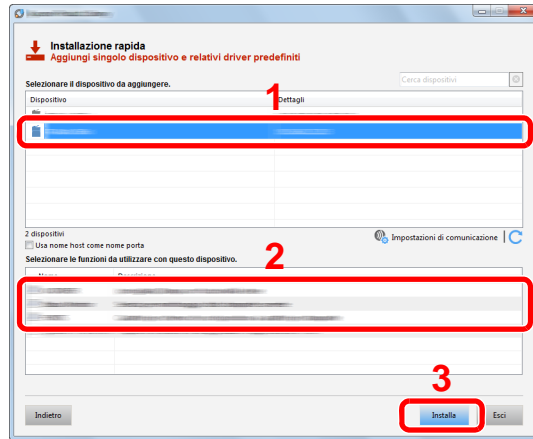 Installazione rapida
Aggiungi singolo dispositivo e relativi driver predefiniti
Cerca dispositivi
Selezionare il dispositivo da aggiungere.
1
Dispositivo Dettagli
2 dispositivi
Impostazioni di comunicazione
Usa nome host come nome porta
Selezionare le funzioni da utilizzare con questo dispositivo.
2
3
Indietro Installa Esci